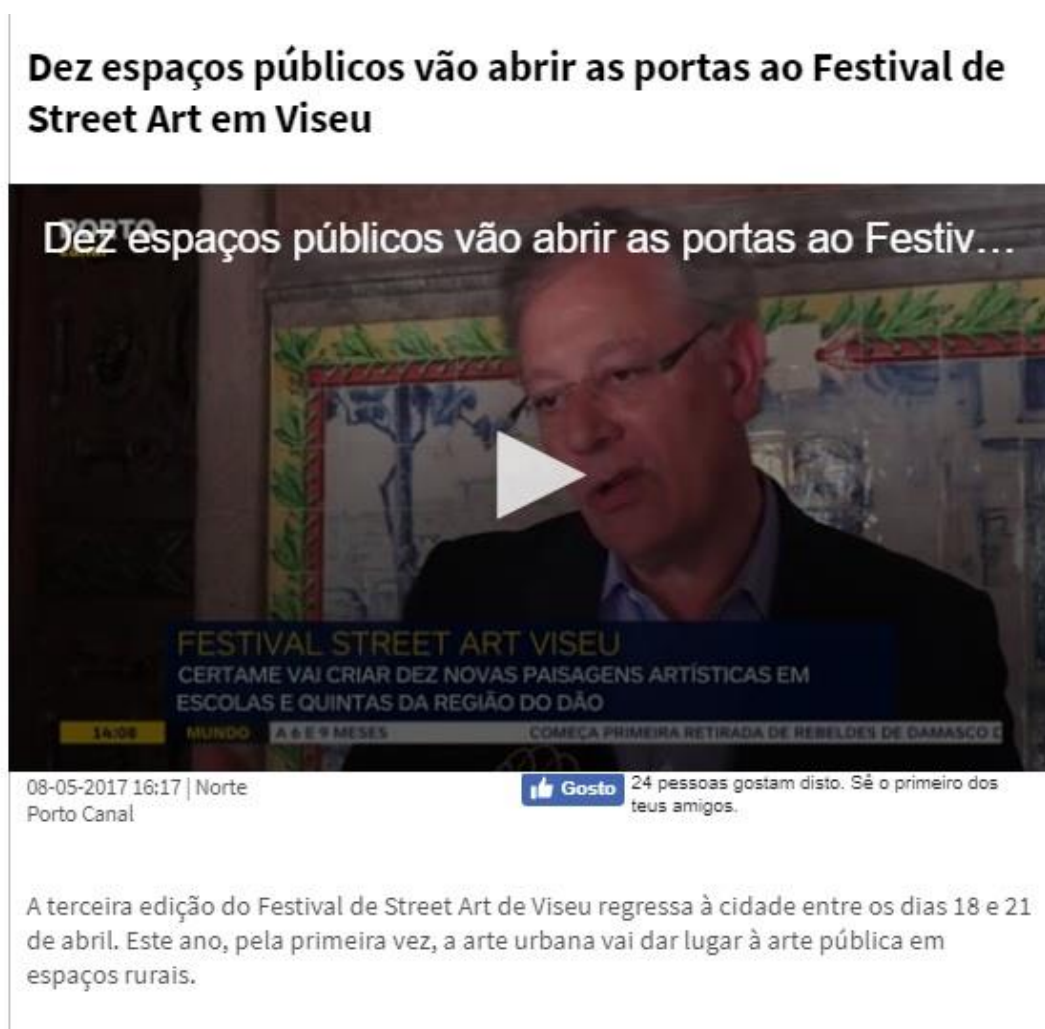 Dez espaços públicos vão abrir as portas ao Festival de
Street Art em Viseu
PORTO
Dez espaços públicos vão abrir as portas ao Festiv...
FESTIVAL STREET ART VISEU
CERTAME VAI CRIAR DEZ NOVAS PAISAGENS ARTÍSTICAS EM
ESCOLAS E QUINTAS DA REGIÃO DO DÃO
14:08 MUNDO A 6 E 9 MESES COMEÇA PRIMEIRA RETIRADA DE REBELDES DE DAMASCO
08-05-2017 16:17 | Norte
Porto Canal
Gosto 24 pessoas gostam disto. Sê o primeiro dos
teus amigos.
A terceira edição do Festival de Street Art de Viseu regressa à cidade entre os dias 18 e 21
de abril. Este ano, pela primeira vez, a arte urbana vai dar lugar à arte pública em
espaços rurais.